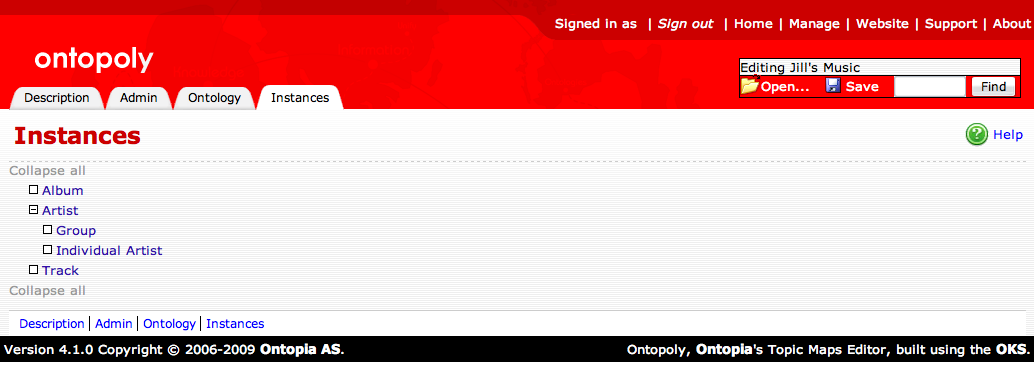 Signed in as | Sign out | Home | Manage | Website | Support | About
ontopoly
Editing Jill's Music
Open... Save Find
Description Admin Ontology Instances
Instances
? Help
Collapse all
Album
Artist
Group
Individual Artist
Track
Collapse all
Description | Admin | Ontology | Instances
Version 4.1.0 Copyright © 2006-2009 Ontopia AS. Ontopoly, Ontopia's Topic Maps Editor, built using the OKS.